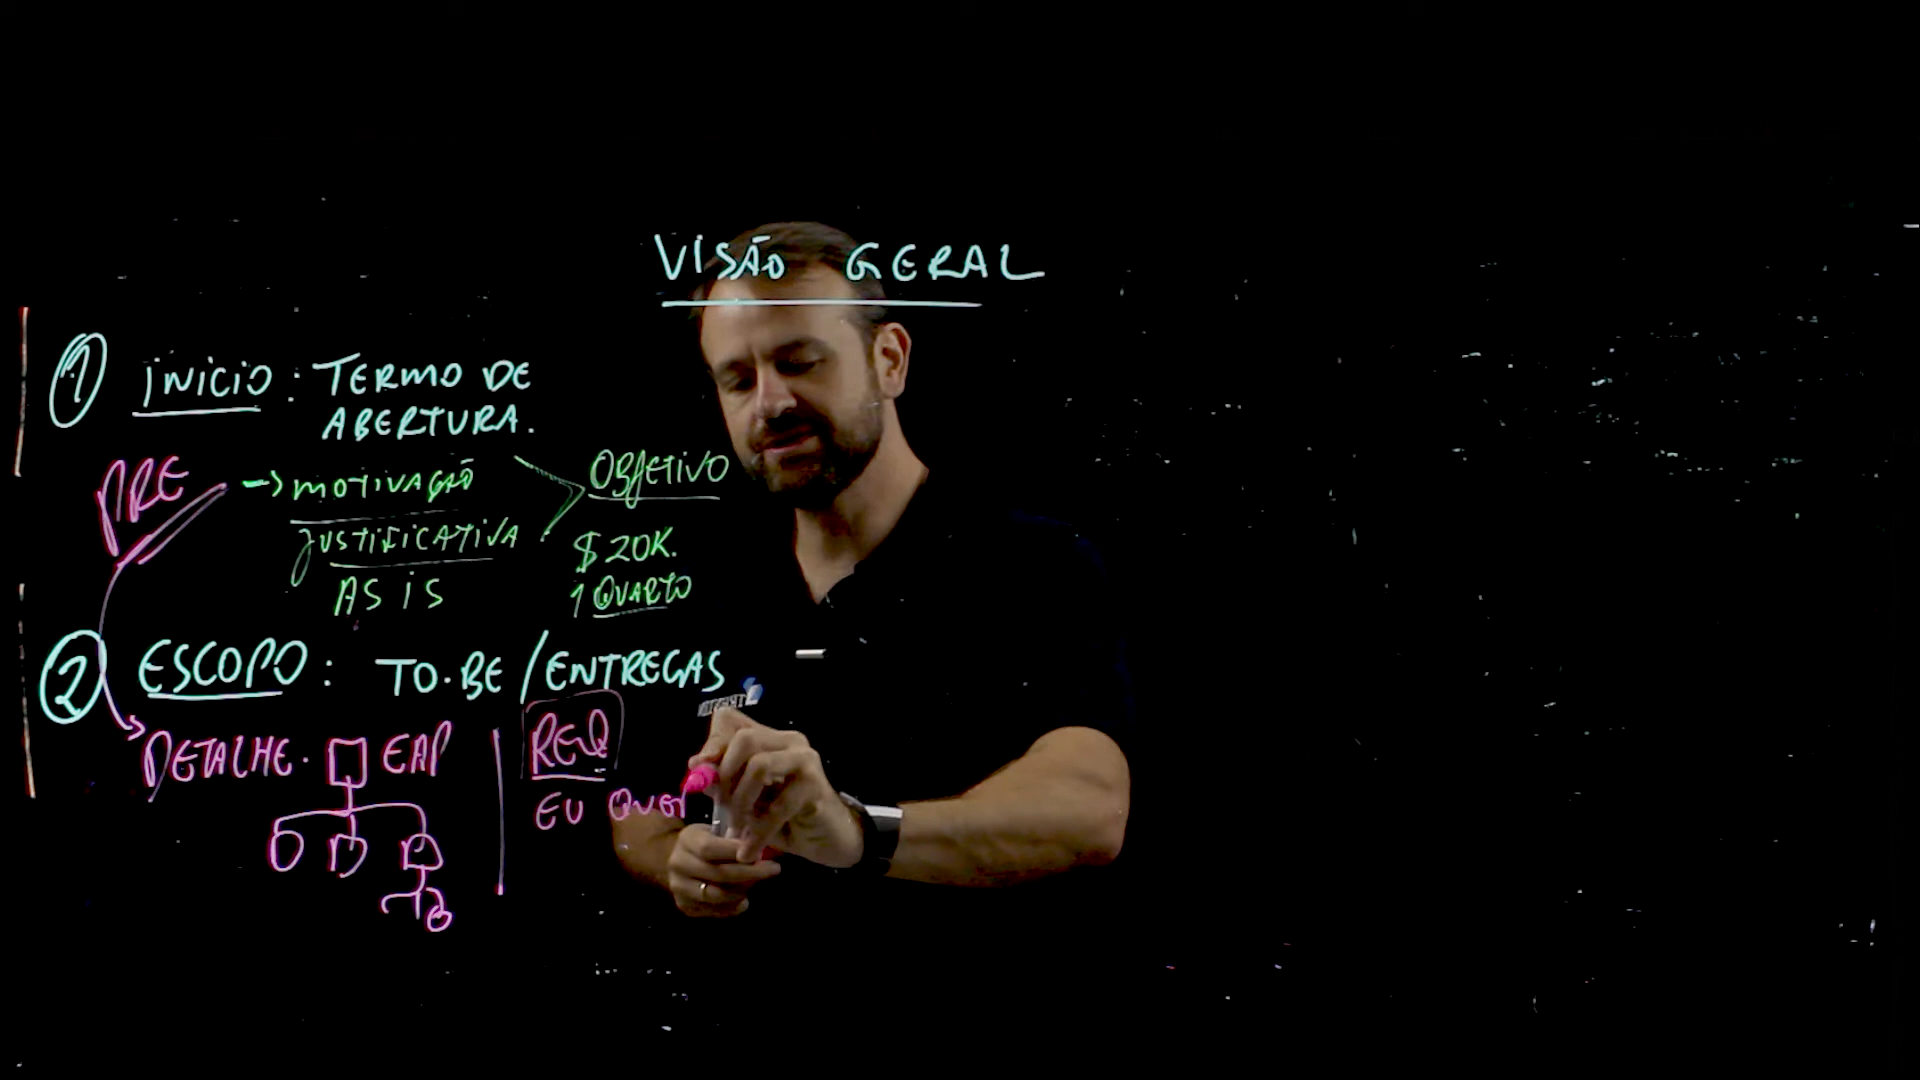 VISÃO GERAL
1 INICIO: TERMO DE
ABERTURA.
PRE
→ MOTIVAÇÃO
JUSTIFICATIVA
AS IS
OBJETIVO
$ 20K.
1 QUARTO
2 ESCOPO: TO.BE / ENTREGAS
DETALHE. EAP
REQ
EU QUER